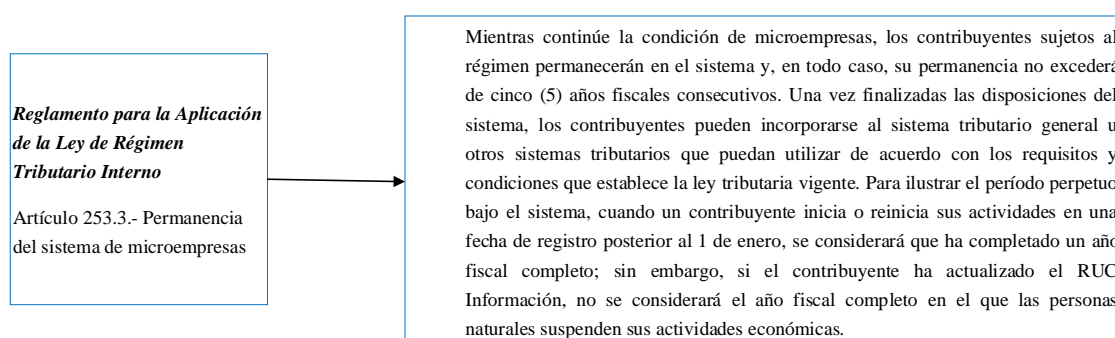 Reglamento para la Aplicación
de la Ley de Régimen
Tributario Interno
Artículo 253.3.- Permanencia
del sistema de microempresas
Mientras continúe la condición de microempresas, los contribuyentes sujetos al
régimen permanecerán en el sistema y, en todo caso, su permanencia no excederá
de cinco (5) años fiscales consecutivos. Una vez finalizadas las disposiciones del
sistema, los contribuyentes pueden incorporarse al sistema tributario general u
otros sistemas tributarios que puedan utilizar de acuerdo con los requisitos y
condiciones que establece la ley tributaria vigente. Para ilustrar el período perpetuo
bajo el sistema, cuando un contribuyente inicia o reinicia sus actividades en una
fecha de registro posterior al 1 de enero, se considerará que ha completado un año
fiscal completo; sin embargo, si el contribuyente ha actualizado el RUC
Información, no se considerará el año fiscal completo en el que las personas
naturales suspenden sus actividades económicas.